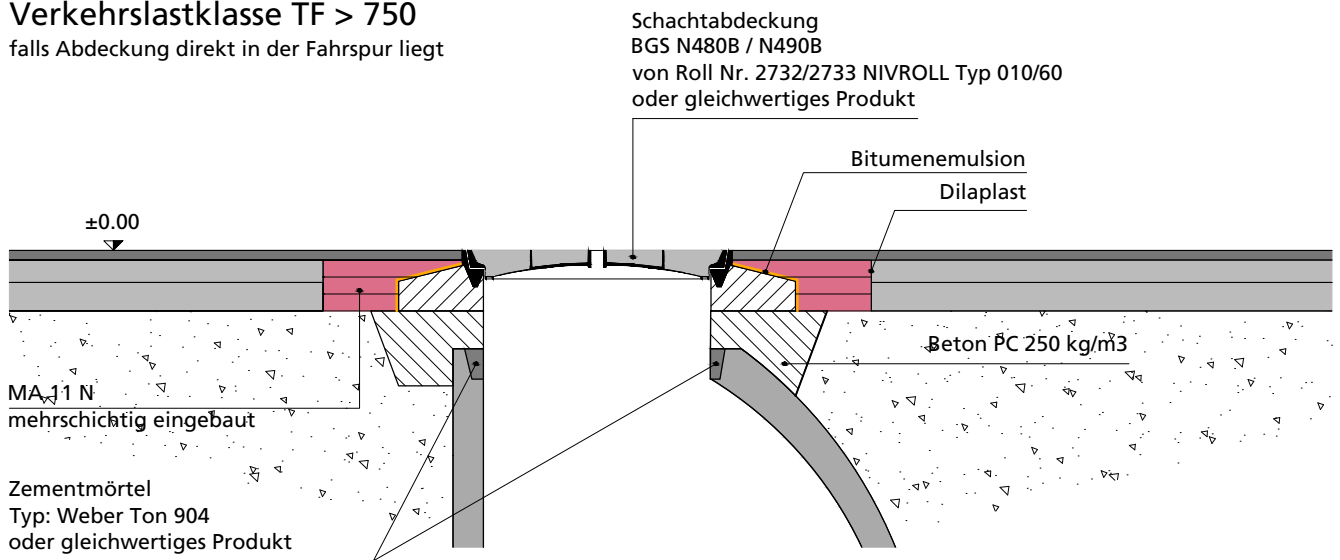 Verkehrslastklasse TF > 750
falls Abdeckung direkt in der Fahrspur liegt
Schachtabdeckung
BGS N480B / N490B
von Roll Nr. 2732/2733 NIVROLL Typ 010/60
oder gleichwertiges Produkt
Bitumenemulsion
Dilaplast
±0.00
Beton PC 250 kg/m3
MA 11 N
mehrschichtig eingebaut
Zementmörtel
Typ: Weber Ton 904
oder gleichwertiges Produkt